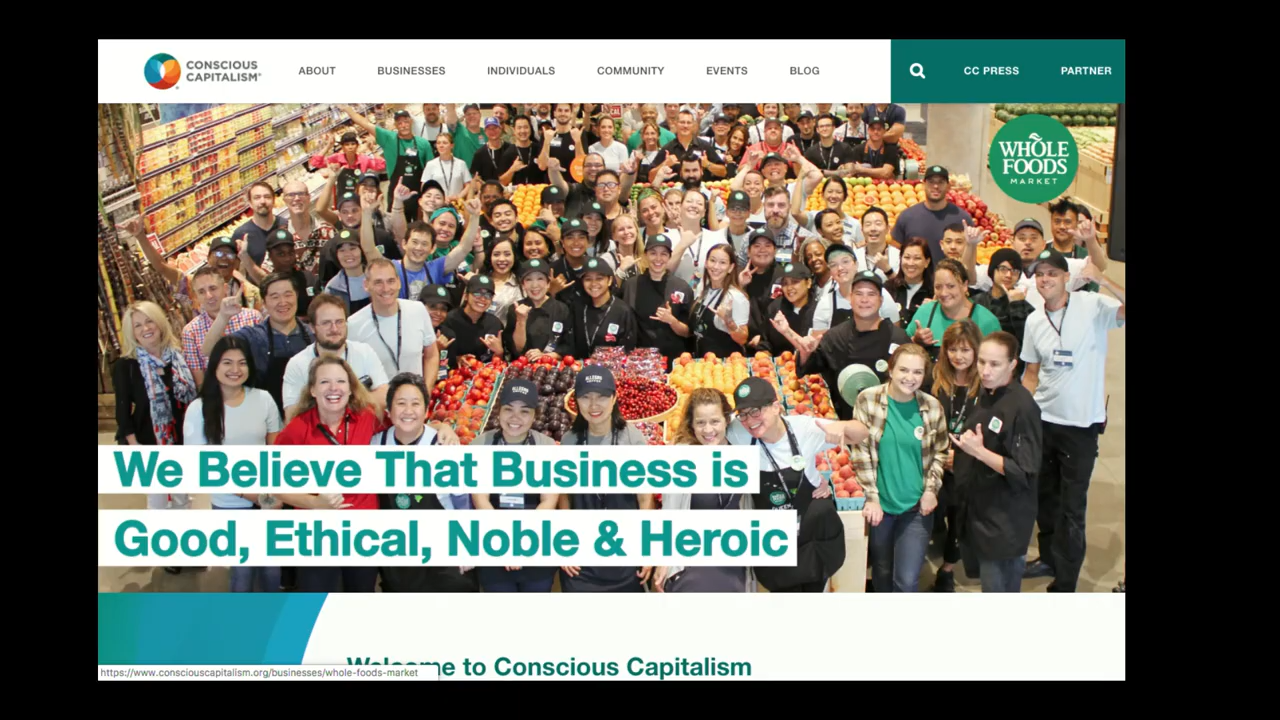 CONSCIOUS
CAPITALISM®
ABOUT
BUSINESSES
INDIVIDUALS
COMMUNITY
EVENTS
BLOG
CC PRESS
PARTNER
WHOLE
FOODS
MARKET
We Believe That Business is
Good, Ethical, Noble & Heroic
Welcome to Conscious Capitalism
https://www.consciouscapitalism.org/businesses/whole-foods-market